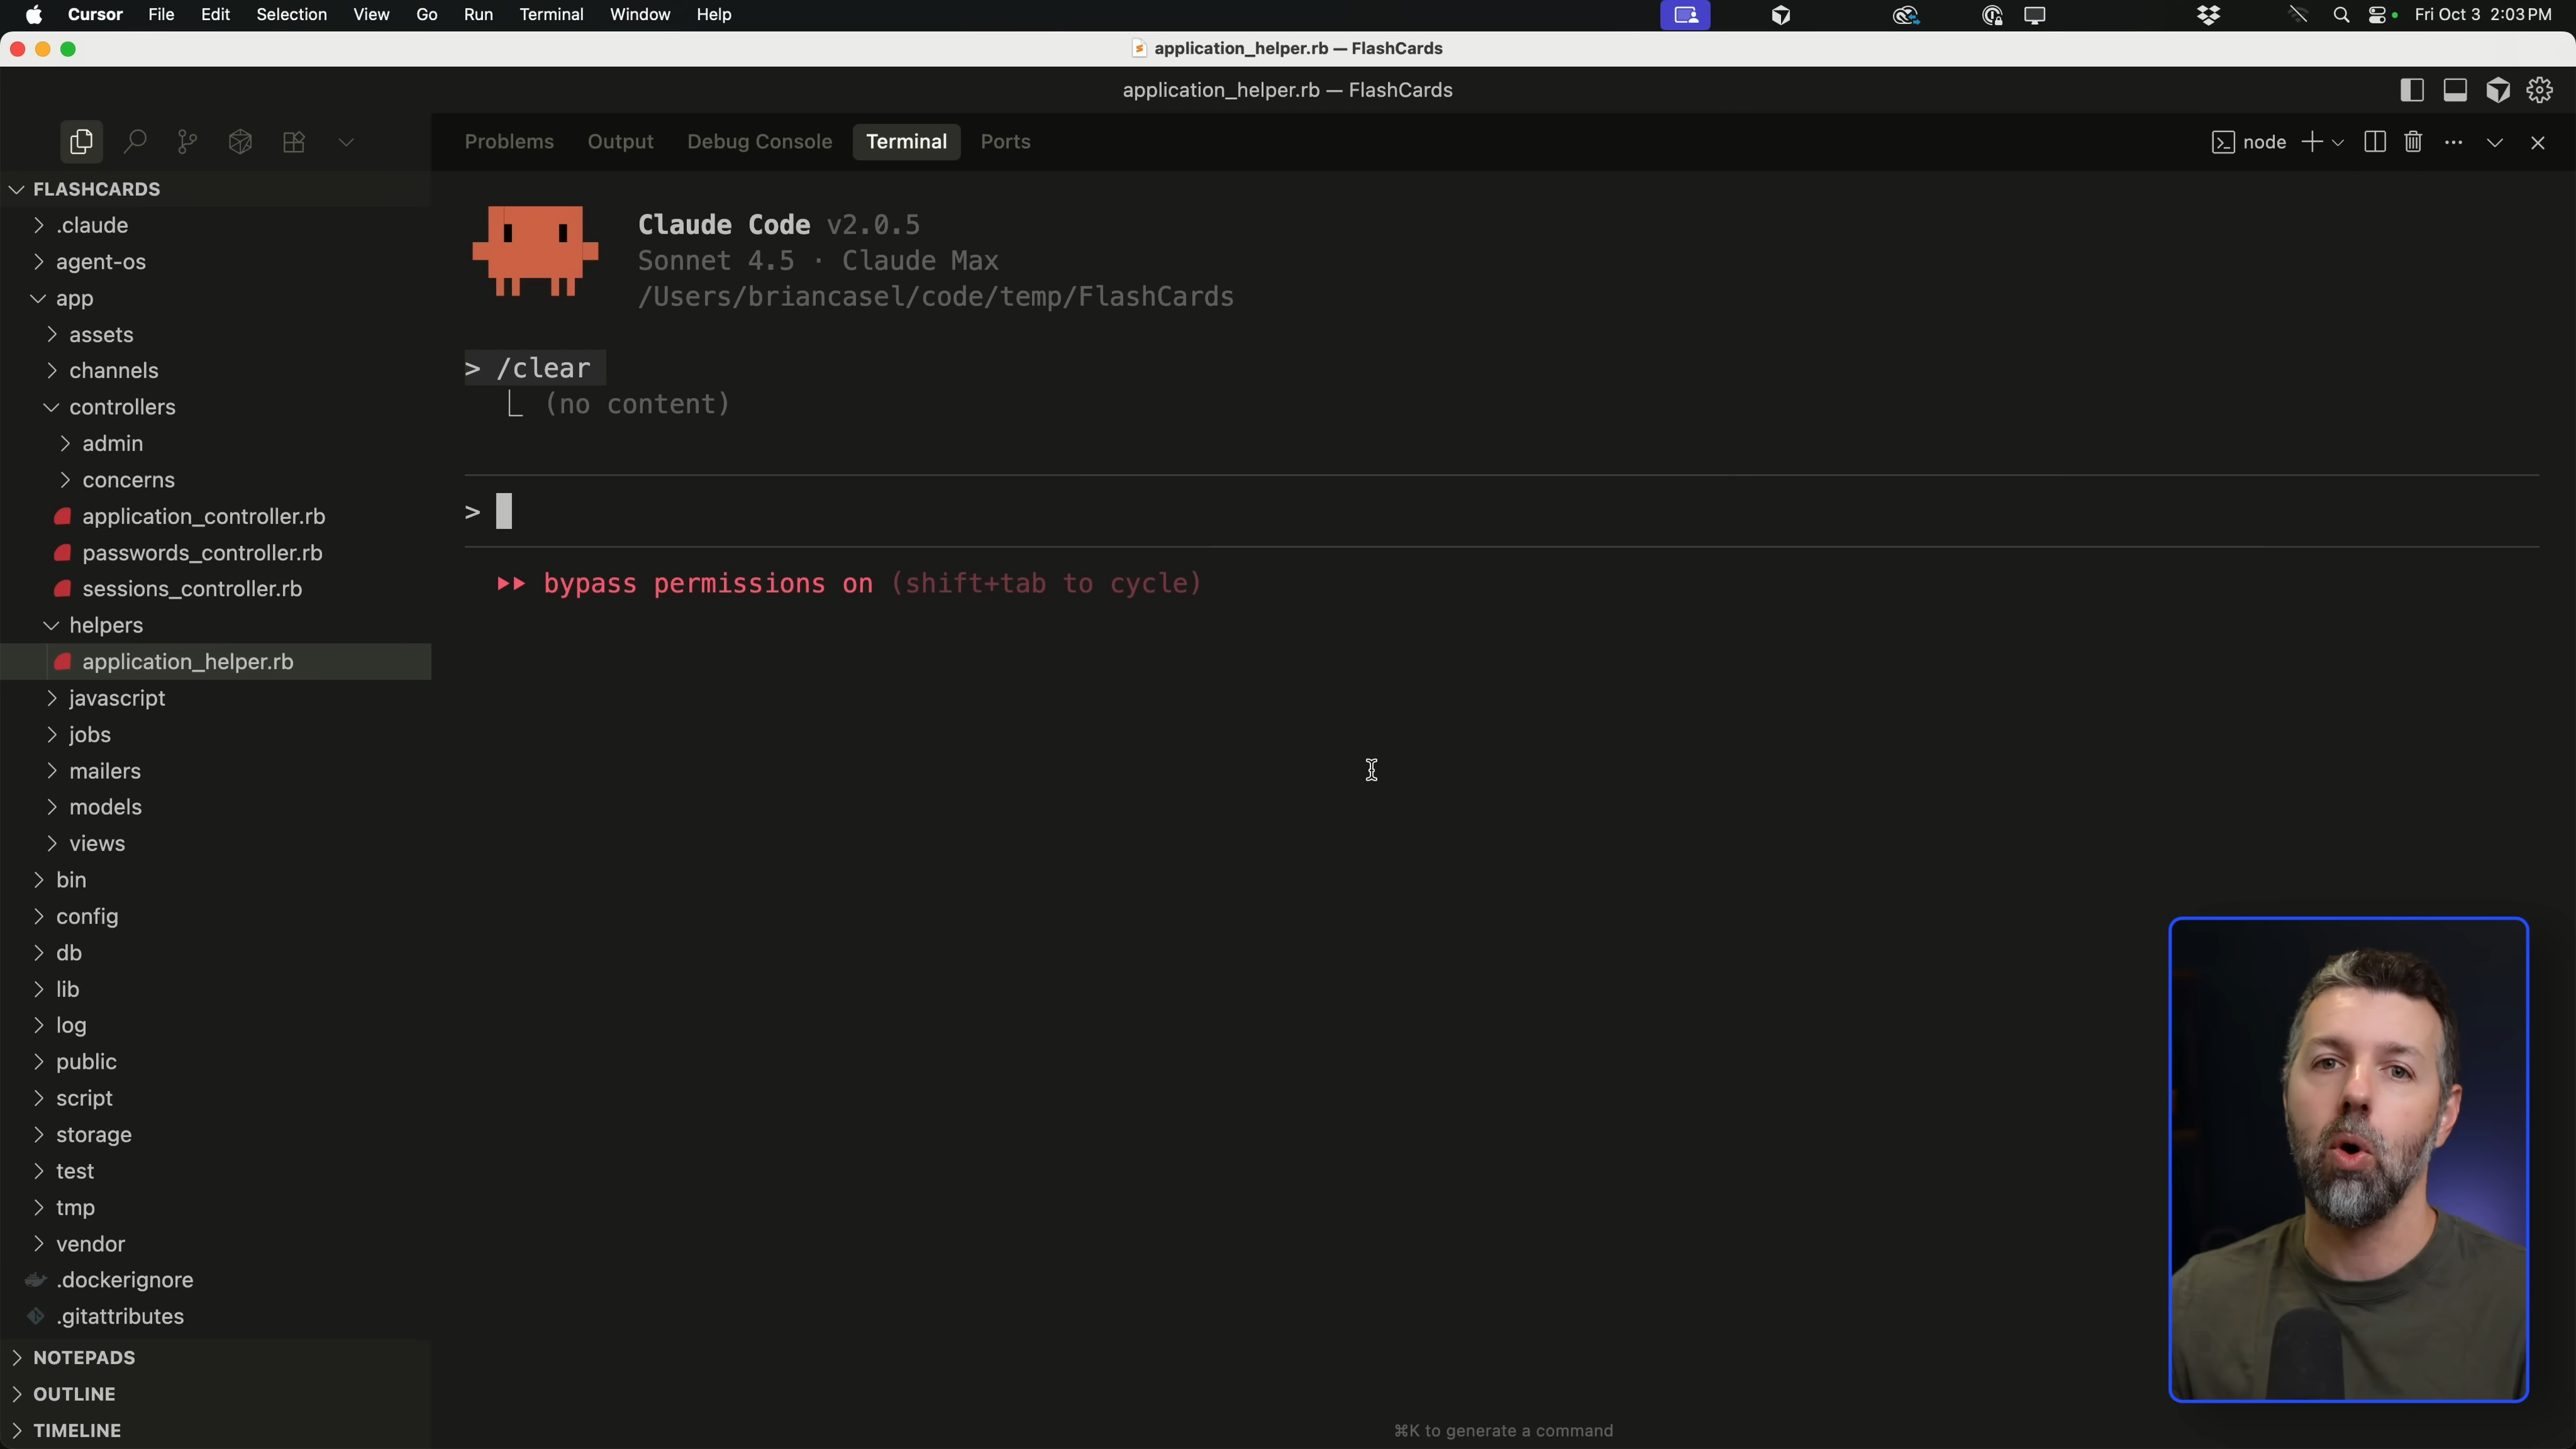 Cursor File Edit Selection View Go Run Terminal Window Help
Fri Oct 3 2:03 PM
application_helper.rb — FlashCards
application_helper.rb — FlashCards
Problems Output Debug Console Terminal Ports
node
FLASHCARDS
.claude
agent-os
app
assets
channels
controllers
admin
concerns
application_controller.rb
passwords_controller.rb
sessions_controller.rb
helpers
application_helper.rb
javascript
jobs
mailers
models
views
bin
config
db
lib
log
public
script
storage
test
tmp
vendor
.dockerignore
.gitattributes
NOTEPADS
OUTLINE
TIMELINE
Claude Code v2.0.5
Sonnet 4.5 · Claude Max
/Users/briancasel/code/temp/FlashCards
> /clear
⎿ (no content)
>
⏵⏵ bypass permissions on (shift+tab to cycle)
⌘K to generate a command